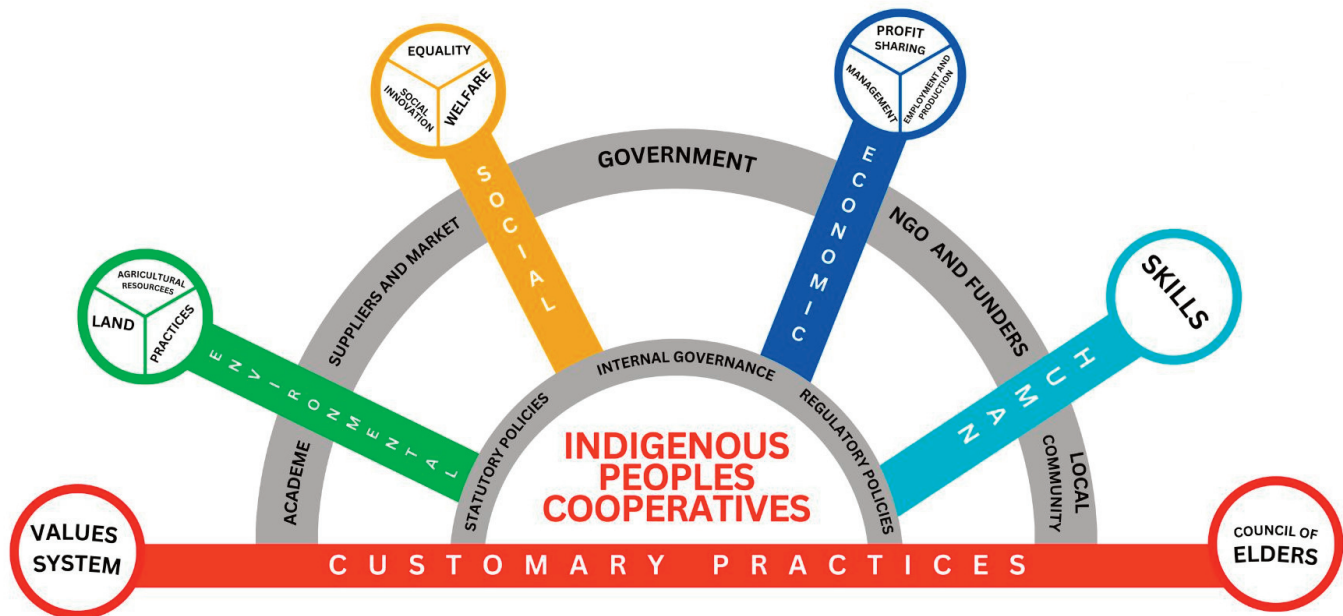 EQUALITY
SOCIAL
INNOVATION
WELFARE
PROFIT
SHARING
MANAGEMENT
EMPLOYMENT AND
PRODUCTION
AGRICULTURAL
RESOURCEES
LAND
PRACTICES
SKILLS
ENVIRONMENTAL
SOCIAL
ECONOMIC
HUMAN
ACADEME
SUPPLIERS AND MARKET
GOVERNMENT
NGO AND FUNDERS
LOCAL
COMMUNITY
STATUTORY POLICIES
INTERNAL GOVERNANCE
REGULATORY POLICIES
INDIGENOUS
PEOPLES
COOPERATIVES
VALUES
SYSTEM
CUSTOMARY PRACTICES
COUNCIL OF
ELDERS